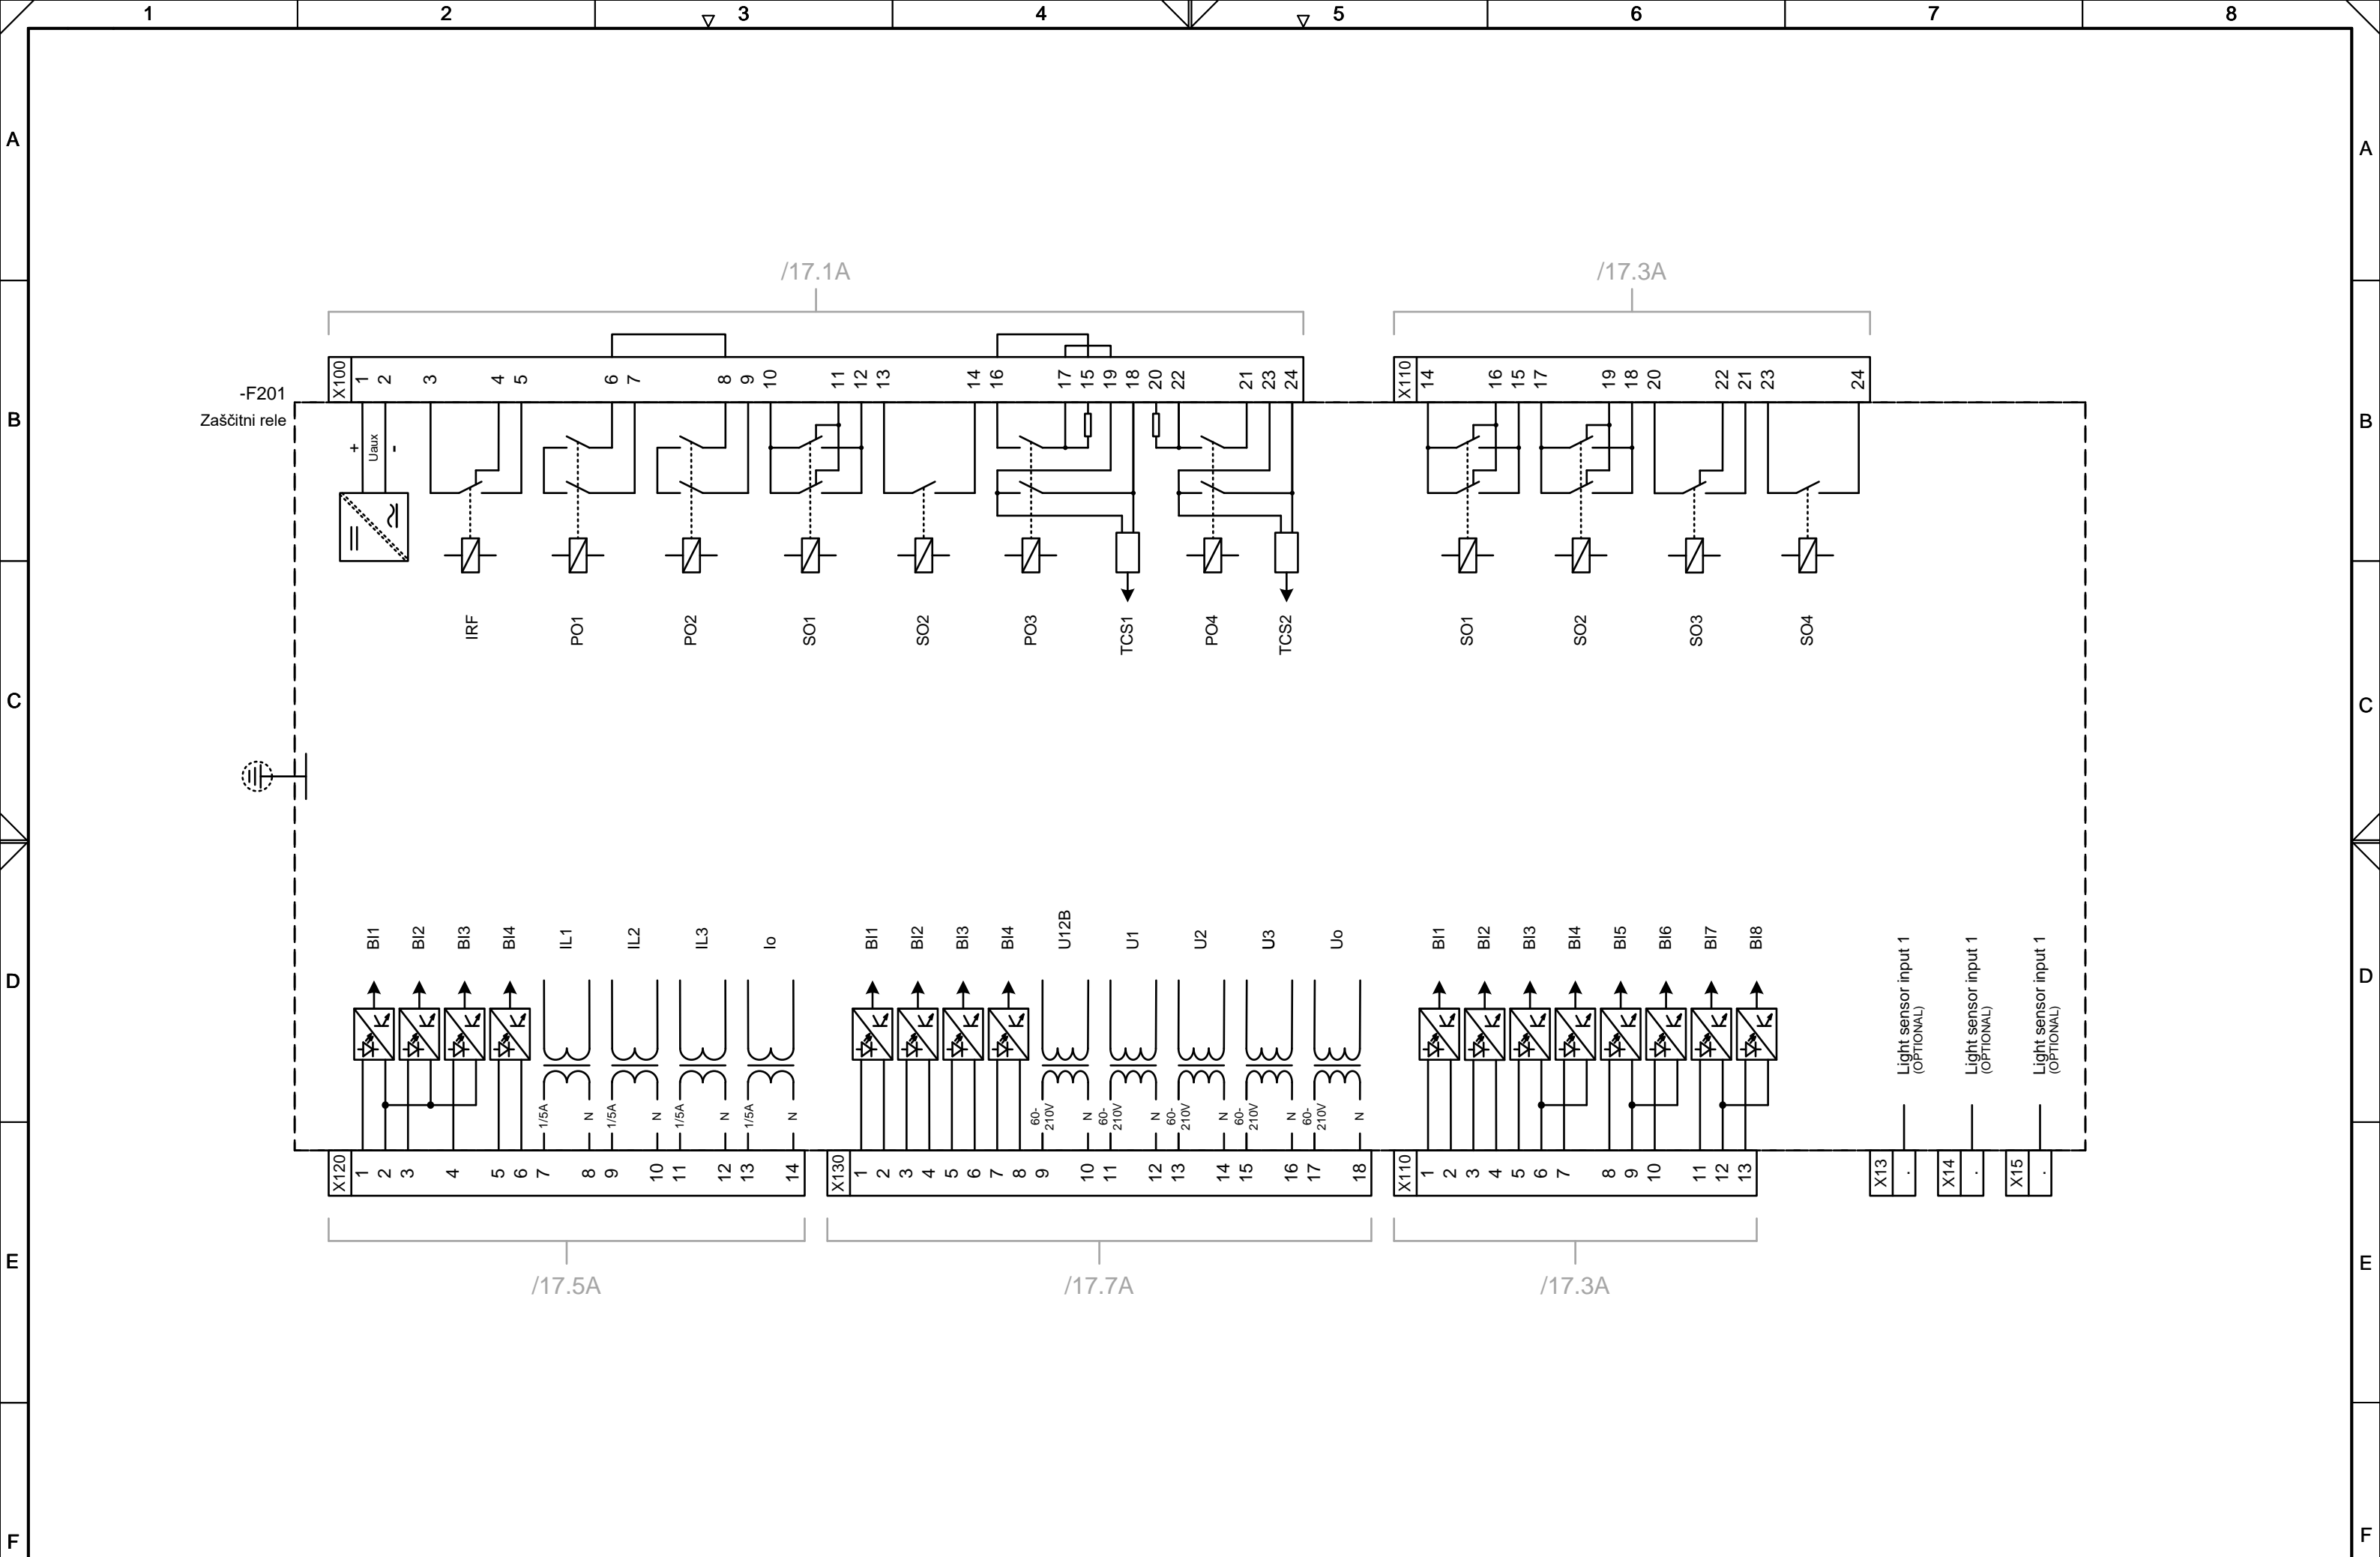 1 2 3 4 5 6 7 8
A A
/17.1A /17.3A
-F201
Zaščitni rele
X100 1 2 3 4 5 6 7 8 9 10 11 12 13 14 16 17 15 19 18 20 22 21 23 24
X110 14 16 15 17 19 18 20 22 21 23 24
B B
+ Uaux -
IRF PO1 PO2 SO1 SO2 PO3 TCS1 PO4 TCS2 SO1 SO2 SO3 SO4
C C
BI1 BI2 BI3 BI4 IL1 IL2 IL3 Io
BI1 BI2 BI3 BI4 U12B U1 U2 U3 Uo
BI1 BI2 BI3 BI4 BI5 BI6 BI7 BI8
Light sensor input 1
(OPTIONAL)
Light sensor input 1
(OPTIONAL)
Light sensor input 1
(OPTIONAL)
D D
1/5A N 1/5A N 1/5A N 1/5A N
60-
210V
N
60-
210V
N
60-
210V
N
60-
210V
N
60-
210V
N
X120 1 2 3 4 5 6 7 8 9 10 11 12 13 14
X130 1 2 3 4 5 6 7 8 9 10 11 12 13 14 15 16 17 18
X110 1 2 3 4 5 6 7 8 9 10 11 12 13
X13 . X14 . X15 .
E E
/17.5A /17.7A /17.3A
F F